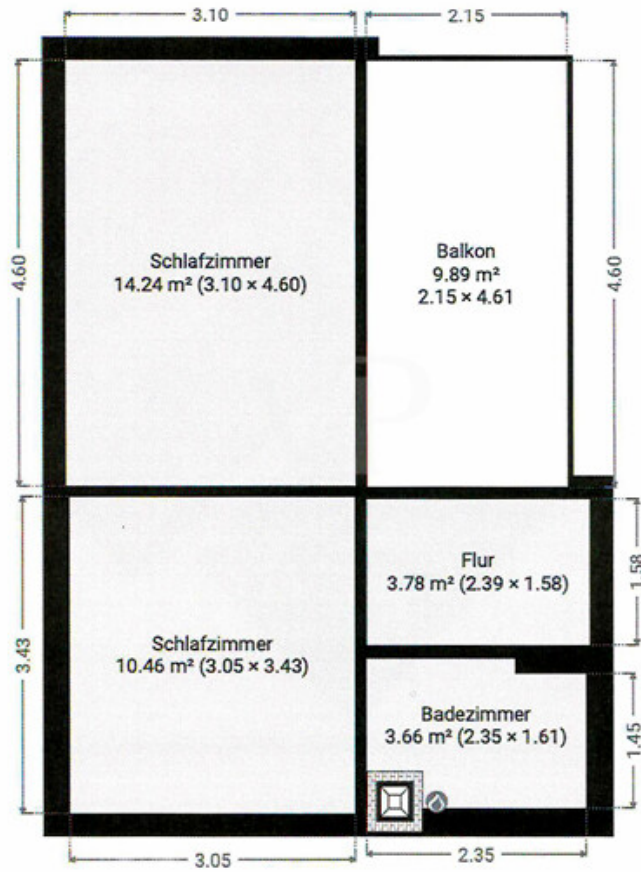 3.10
2.15
4.60
Schlafzimmer
14.24 m² (3.10 × 4.60)
Balkon
9.89 m²
2.15 × 4.61
4.60
3.43
Schlafzimmer
10.46 m² (3.05 × 3.43)
Flur
3.78 m² (2.39 × 1.58)
1.58
Badezimmer
3.66 m² (2.35 × 1.61)
1.45
3.05
2.35